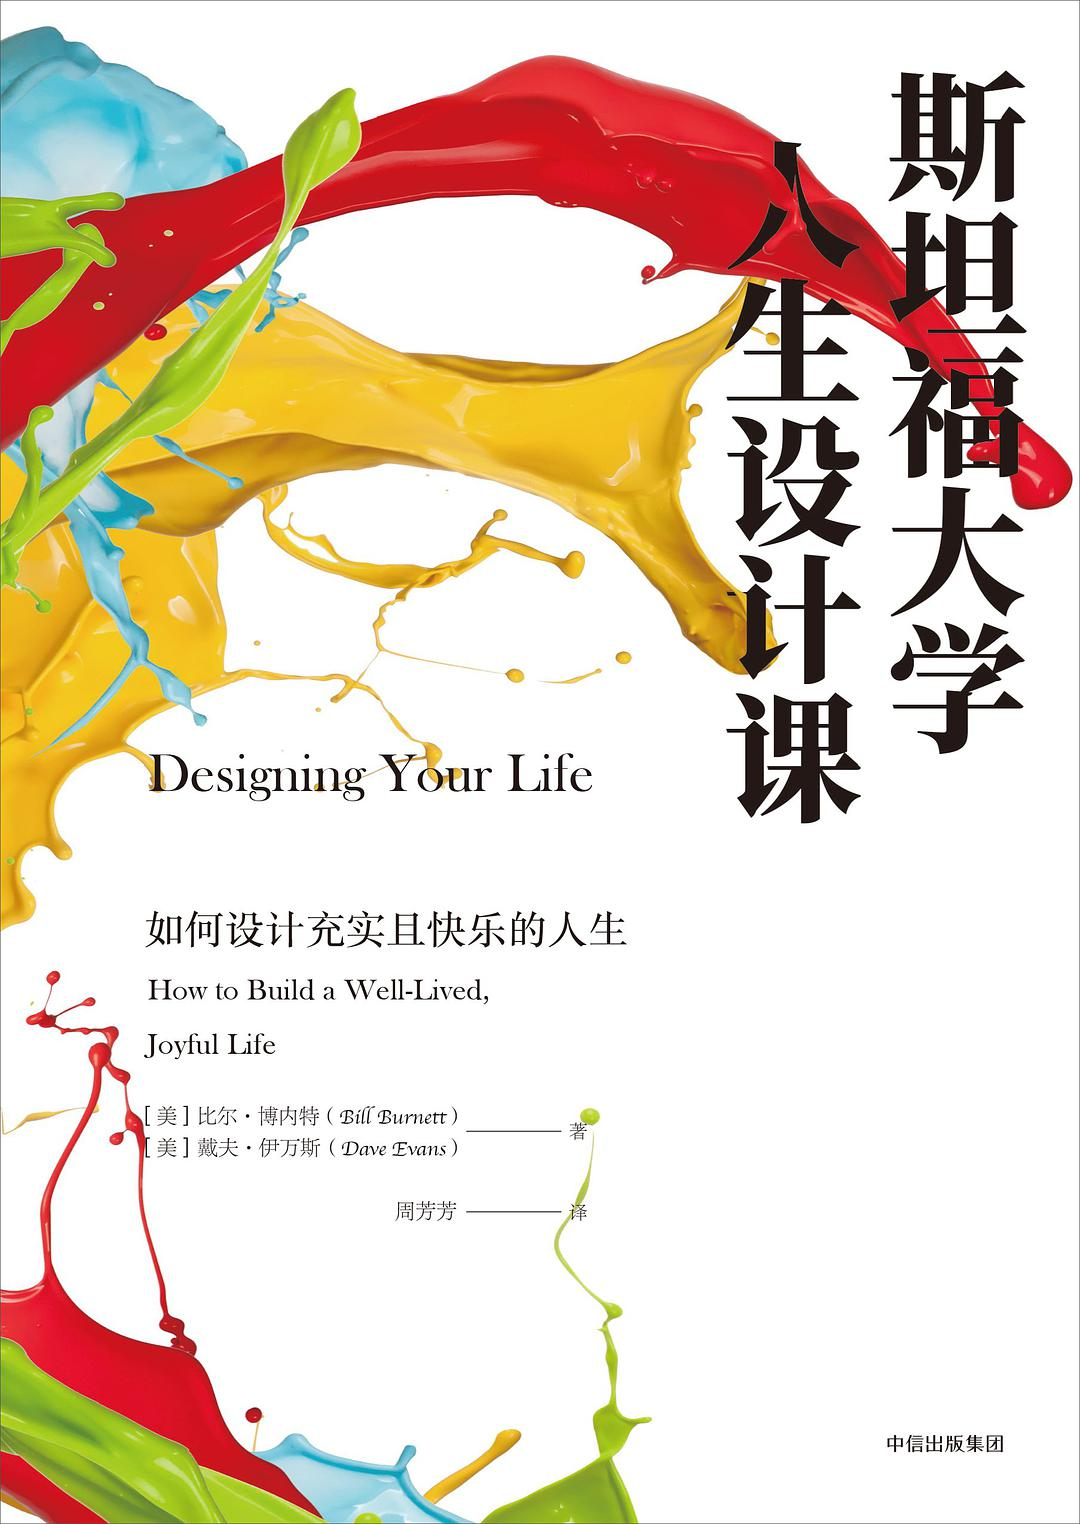 斯坦福大学
人生设计课
Designing Your Life
如何设计充实且快乐的人生
How to Build a Well-Lived,
Joyful Life
[ 美 ] 比尔・博内特（Bill Burnett）
[ 美 ] 戴夫・伊万斯（Dave Evans）
著
周芳芳 译
中信出版集团